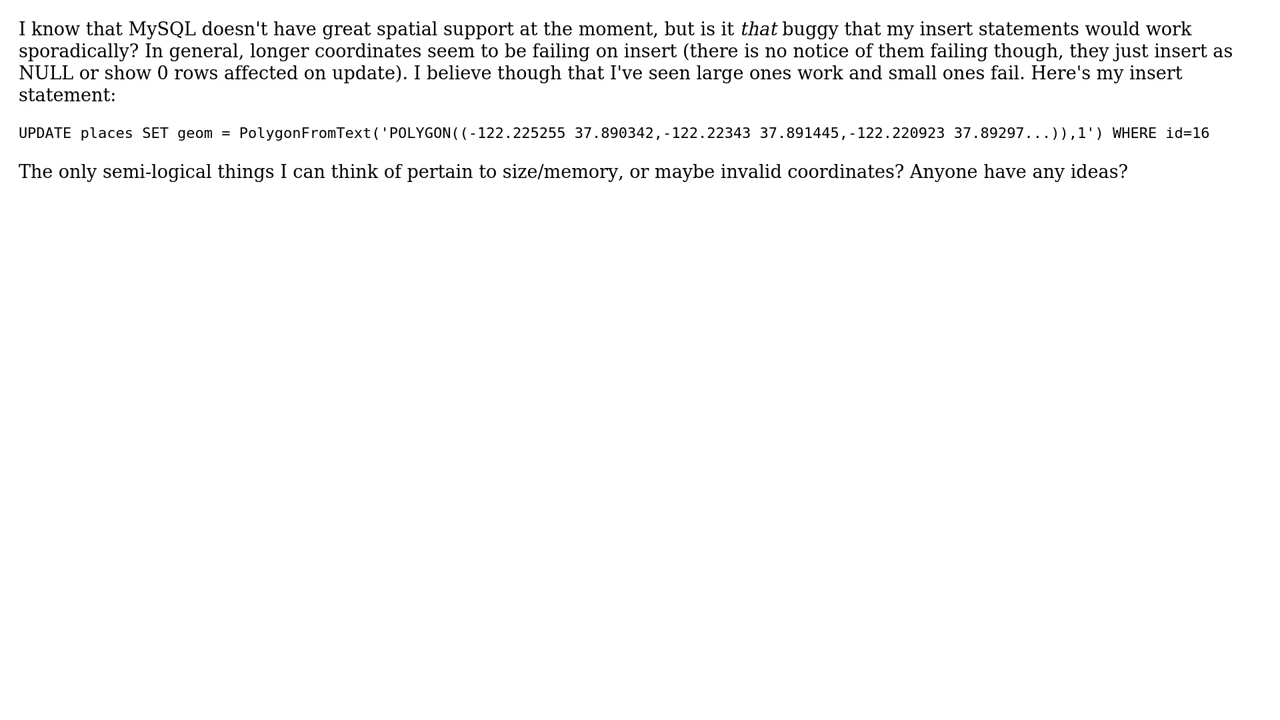 I know that MySQL doesn't have great spatial support at the moment, but is it that buggy that my insert statements would work
sporadically? In general, longer coordinates seem to be failing on insert (there is no notice of them failing though, they just insert as
NULL or show 0 rows affected on update). I believe though that I've seen large ones work and small ones fail. Here's my insert
statement:
UPDATE places SET geom = PolygonFromText('POLYGON((-122.225255 37.890342,-122.22343 37.891445,-122.220923 37.89297...)),1') WHERE id=16
The only semi-logical things I can think of pertain to size/memory, or maybe invalid coordinates? Anyone have any ideas?